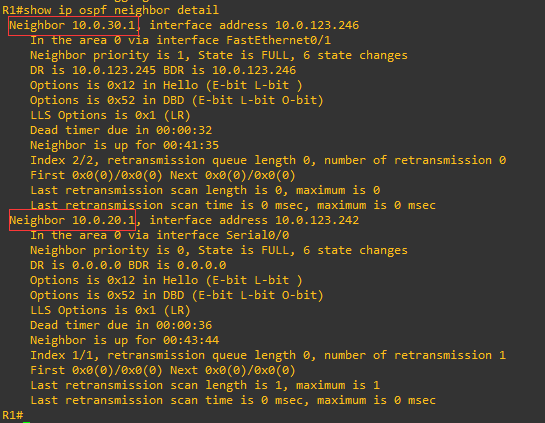 R1#show ip ospf neighbor detail
Neighbor 10.0.30.1, interface address 10.0.123.246
In the area 0 via interface FastEthernet0/1
Neighbor priority is 1, State is FULL, 6 state changes
DR is 10.0.123.245 BDR is 10.0.123.246
Options is 0x12 in Hello (E-bit L-bit )
Options is 0x52 in DBD (E-bit L-bit O-bit)
LLS Options is 0x1 (LR)
Dead timer due in 00:00:32
Neighbor is up for 00:41:35
Index 2/2, retransmission queue length 0, number of retransmission 0
First 0x0(0)/0x0(0) Next 0x0(0)/0x0(0)
Last retransmission scan length is 0, maximum is 0
Last retransmission scan time is 0 msec, maximum is 0 msec
Neighbor 10.0.20.1, interface address 10.0.123.242
In the area 0 via interface Serial0/0
Neighbor priority is 0, State is FULL, 6 state changes
DR is 0.0.0.0 BDR is 0.0.0.0
Options is 0x12 in Hello (E-bit L-bit )
Options is 0x52 in DBD (E-bit L-bit O-bit)
LLS Options is 0x1 (LR)
Dead timer due in 00:00:36
Neighbor is up for 00:43:44
Index 1/1, retransmission queue length 0, number of retransmission 1
First 0x0(0)/0x0(0) Next 0x0(0)/0x0(0)
Last retransmission scan length is 1, maximum is 1
Last retransmission scan time is 0 msec, maximum is 0 msec
R1#